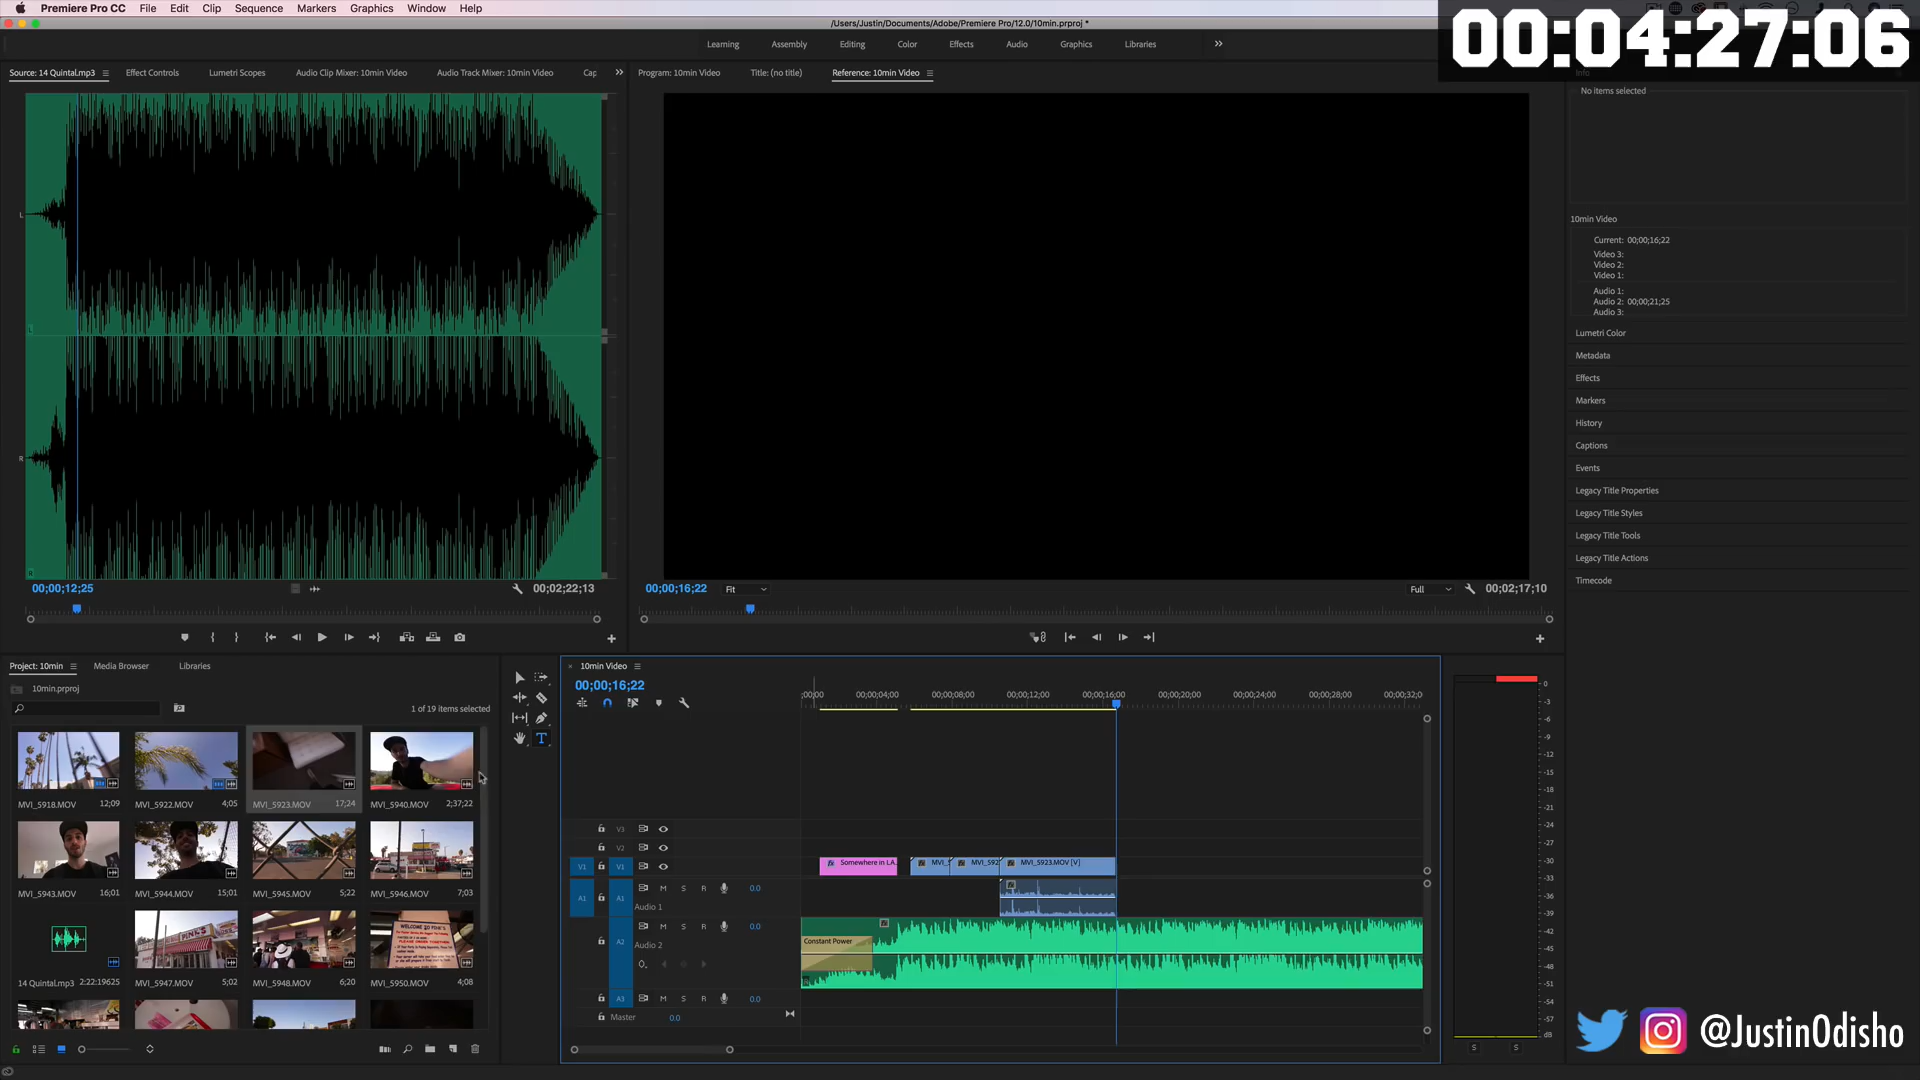 Premiere Pro CC File Edit Clip Sequence Markers Graphics Window Help
/Users/Justin/Documents/Adobe/Premiere Pro/12.0/10min.prproj *
00:04:27:06
Learning Assembly Editing Color Effects Audio Graphics Libraries
Source: 14 Quintal.mp3 Effect Controls Lumetri Scopes Audio Clip Mixer: 10min Video Audio Track Mixer: 10min Video Cap
Program: 10min Video Title: (no title) Reference: 10min Video
Info
No items selected
10min Video
Current: 00;00;16;22
Video 3:
Video 2:
Video 1:
Audio 1:
Audio 2: 00;00;21;25
Audio 3:
Lumetri Color
Metadata
Effects
Markers
History
Captions
Events
Legacy Title Properties
Legacy Title Styles
Legacy Title Tools
Legacy Title Actions
Timecode
L
R
00;00;12;25 00;02;22;13
00;00;16;22 Fit Full 00;02;17;10
Project: 10min Media Browser Libraries
10min.prproj
1 of 19 items selected
MVI_5918.MOV 12;09 MVI_5922.MOV 4;05 MVI_5923.MOV 17;24 MVI_5940.MOV 2;37;22
MVI_5943.MOV 16;01 MVI_5944.MOV 15;01 MVI_5945.MOV 5;22 MVI_5946.MOV 7;03
14 Quintal.mp3 2:22:19625 MVI_5947.MOV 5;02 MVI_5948.MOV 6;20 MVI_5950.MOV 4;08
10min Video
00;00;16;22
;00;00 00;00;04;00 00;00;08;00 00;00;12;00 00;00;16;00 00;00;20;00 00;00;24;00 00;00;28;00 00;00;32;0
V3
V2
V1 V1 Somewhere in LA. MVI_5 MVI_592 MVI_5923.MOV [V]
A1 A1 M S R 0.0
Audio 1
A2 M S R 0.0
Audio 2
Constant Power
A3 M S R 0.0
Master 0.0
0
-3
-6
-9
-12
-15
-18
-21
-24
-27
-30
-33
-36
-39
-42
-45
-48
-51
-54
-57
dB
S S
@JustinOdisho